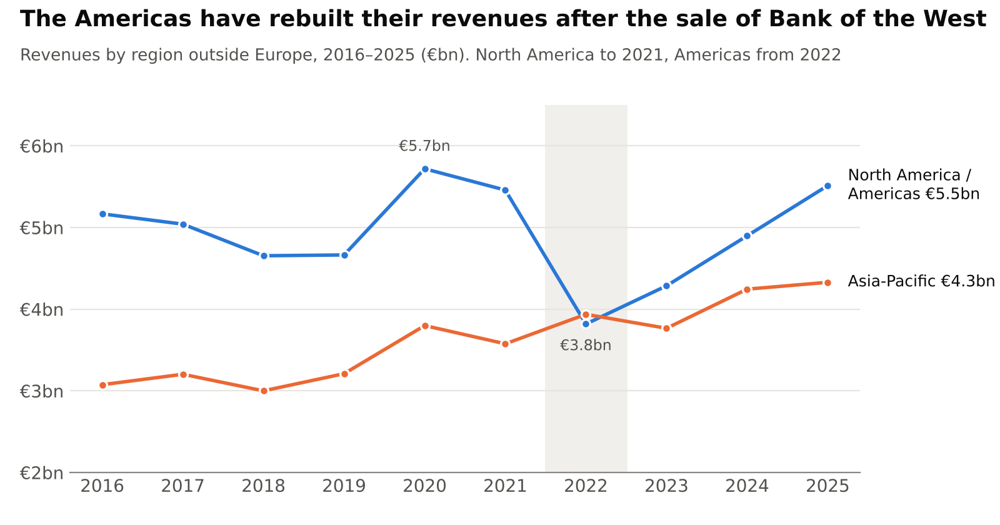 The Americas have rebuilt their revenues after the sale of Bank of the West
Revenues by region outside Europe, 2016–2025 (€bn). North America to 2021, Americas from 2022
€6bn
€5bn
€4bn
€3bn
€2bn
€5.7bn
€3.8bn
North America /
Americas €5.5bn
Asia-Pacific €4.3bn
2016 2017 2018 2019 2020 2021 2022 2023 2024 2025